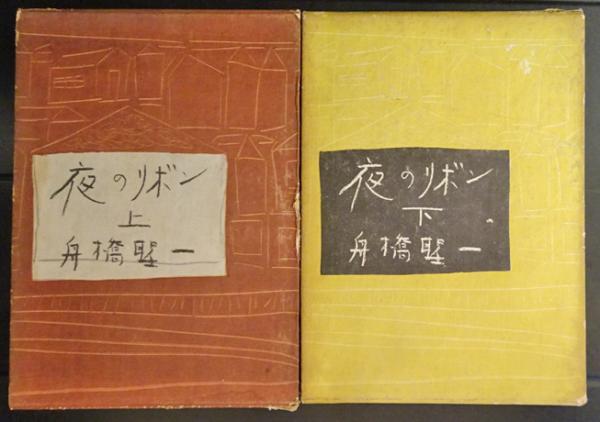 夜のリボン
上
舟橋聖一
夜のリボン
下
舟橋聖一